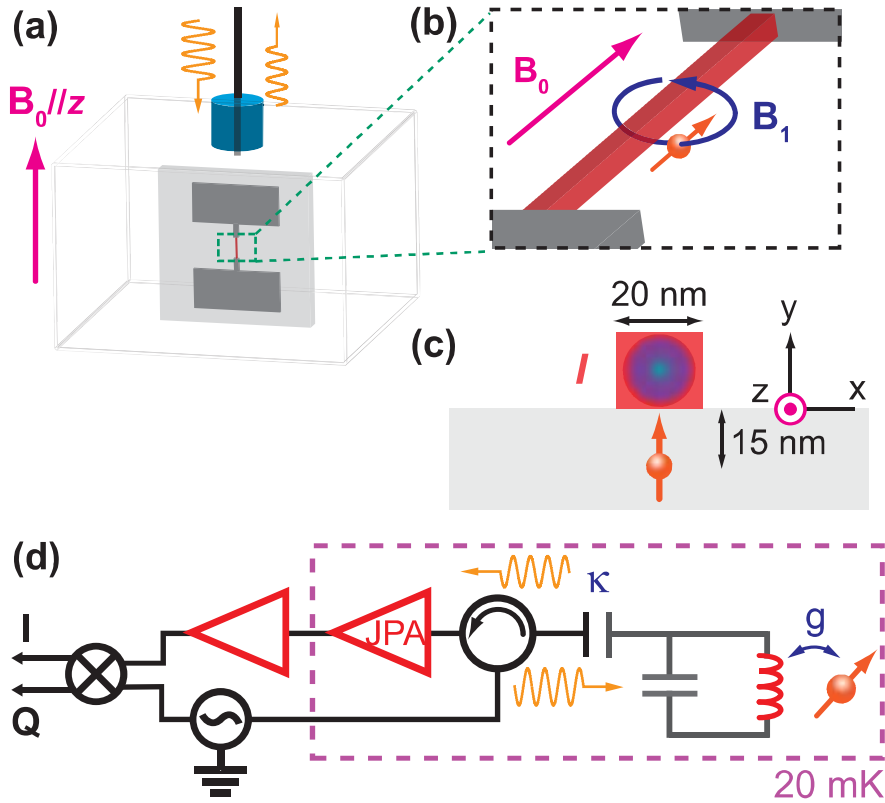 (a)
B₀//z
(b)
B₀
B₁
(c)
20 nm
I
y
z
x
15 nm
(d)
κ
I
JPA
g
Q
20 mK